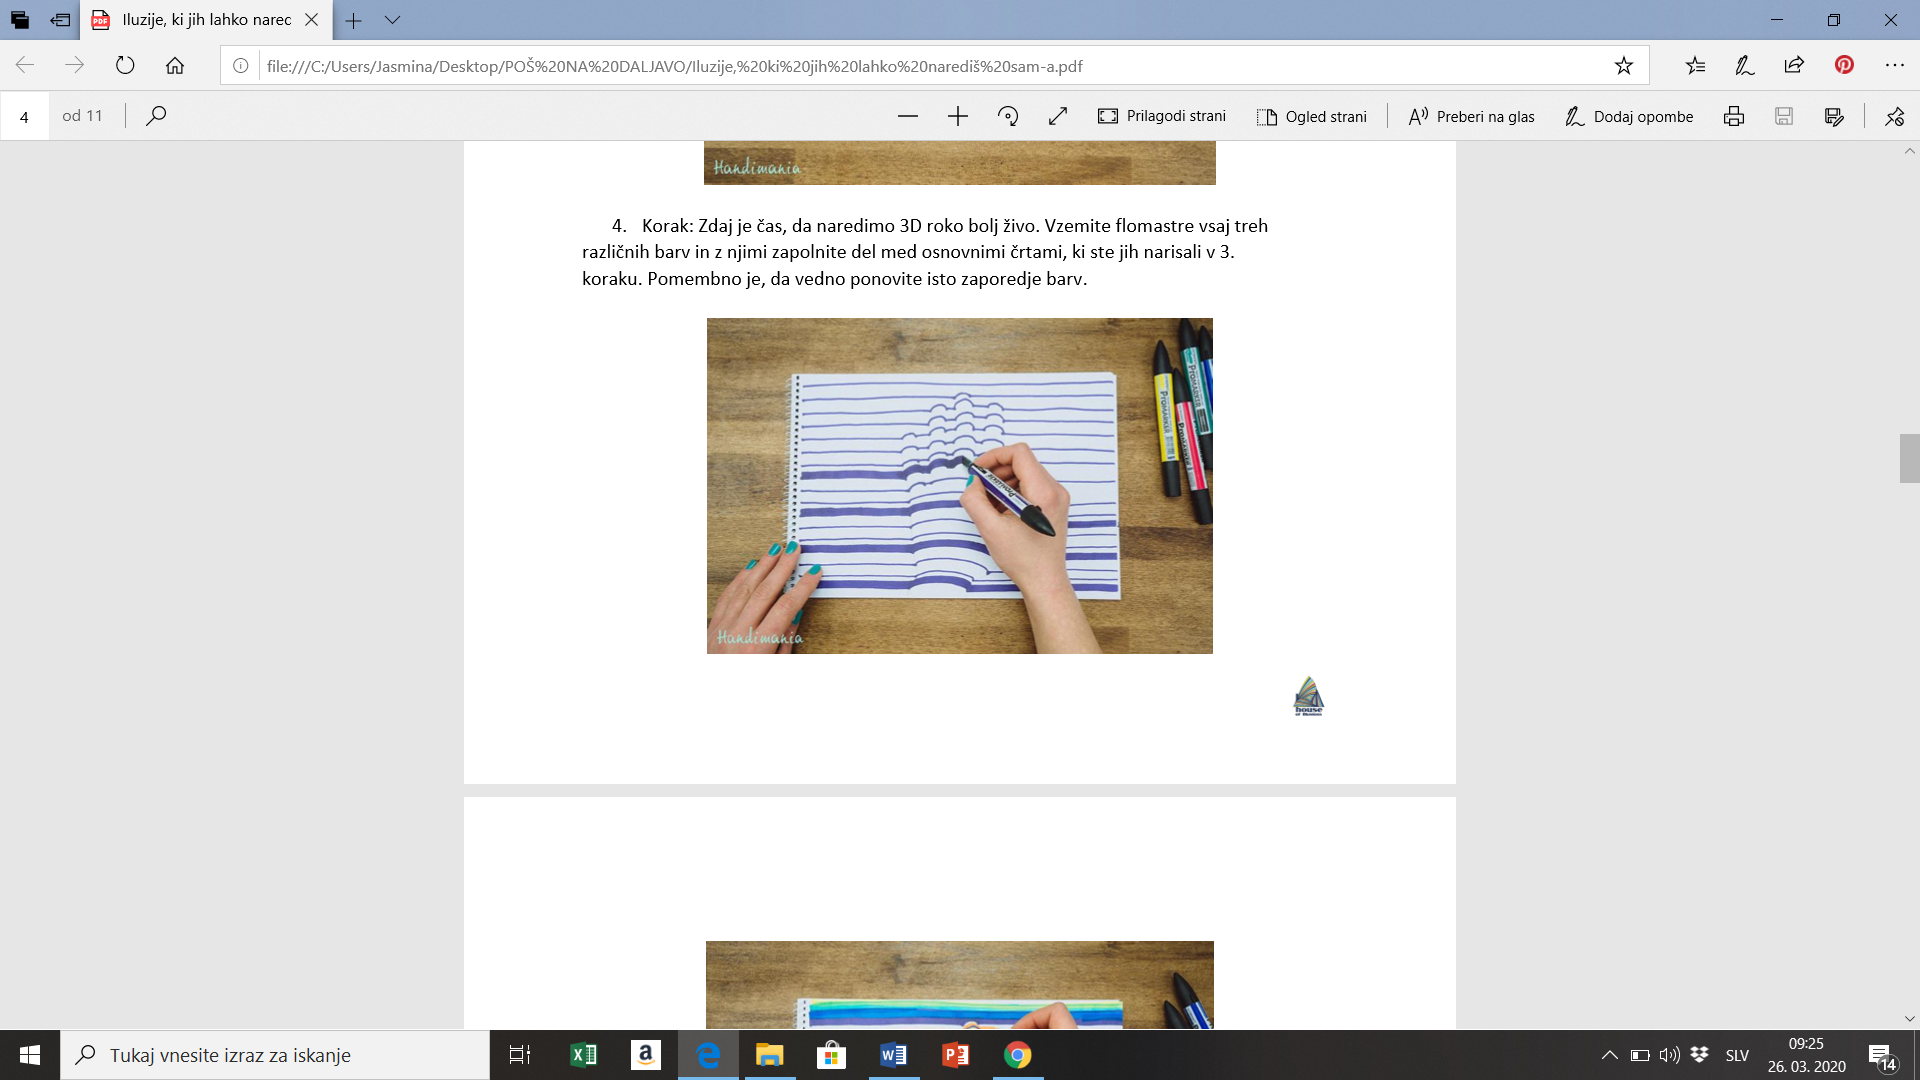 Iluzije, ki jih lahko narec
file:///C:/Users/Jasmina/Desktop/POŠ%20NA%20DALJAVO/Iluzije,%20ki%20jih%20lahko%20narediš%20sam-a.pdf
4 od 11
Prilagodi strani
Ogled strani
Preberi na glas
Dodaj opombe
Handimania
4. Korak: Zdaj je čas, da naredimo 3D roko bolj živo. Vzemite flomastre vsaj treh
različnih barv in z njimi zapolnite del med osnovnimi črtami, ki ste jih narisali v 3.
koraku. Pomembno je, da vedno ponovite isto zaporedje barv.
Handimania
house
Tukaj vnesite izraz za iskanje
SLV
09:25
26. 03. 2020
14